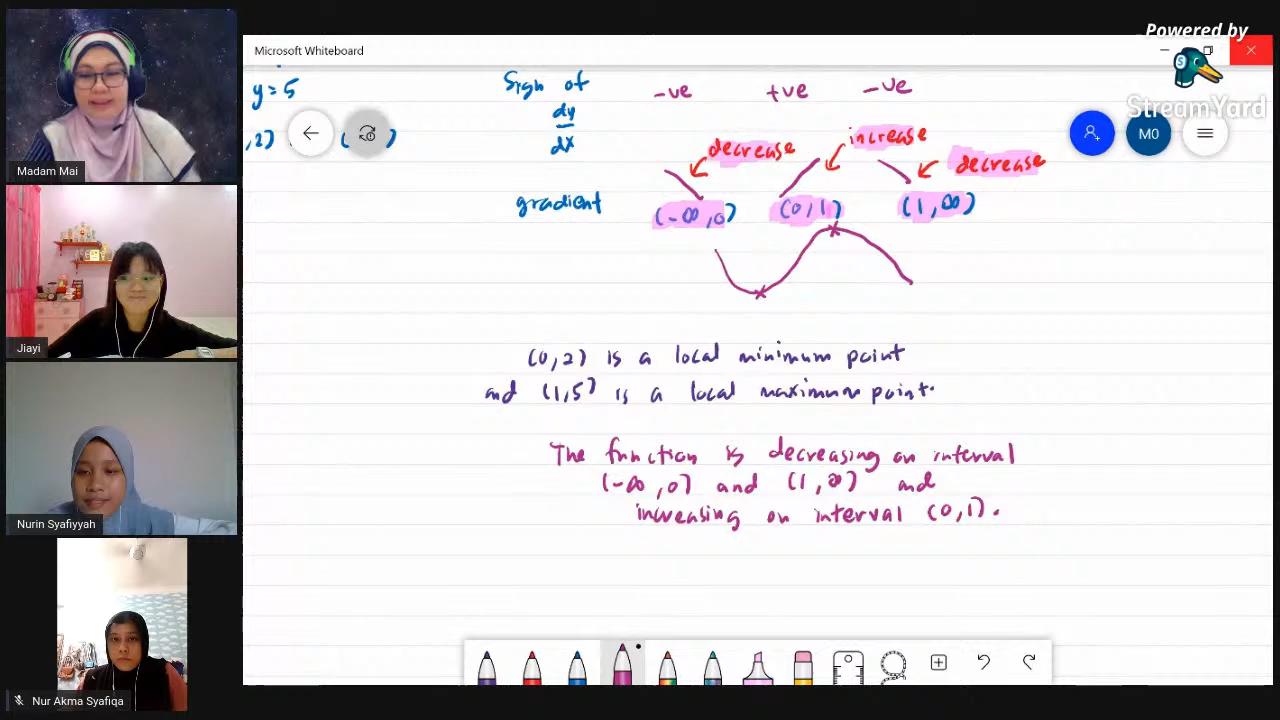 Powered by
StreamYard
Microsoft Whiteboard
y = 5
,2)
)
M0
Sign of
dy
dx
-ve +ve -ve
decrease increase decrease
gradient (-∞,0) (0,1) (1,∞)
(0,2) is a local minimum point
and (1,5) is a local maximum point.
The function is decreasing on interval
(-∞,0) and (1,∞) and
increasing on interval (0,1).
Madam Mai
Jiayi
Nurin Syafiyyah
Nur Akma Syafiqa